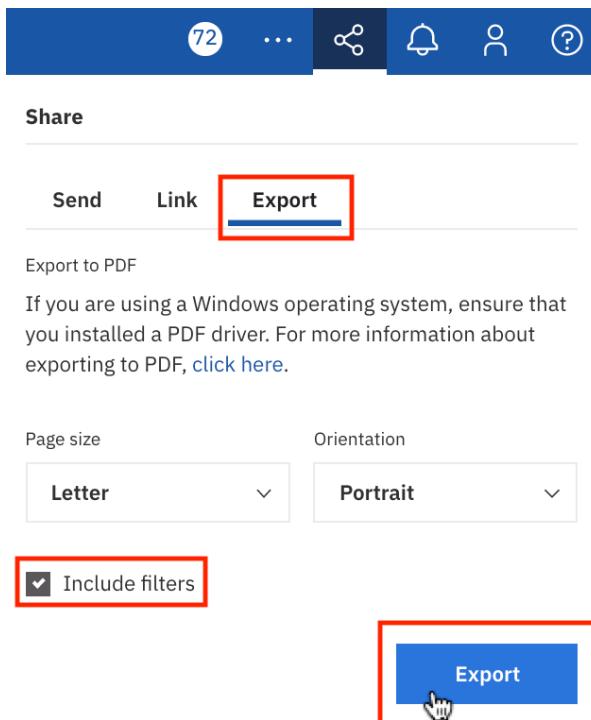 72
Share
Send Link Export
Export to PDF
If you are using a Windows operating system, ensure that
you installed a PDF driver. For more information about
exporting to PDF, click here.
Page size Orientation
Letter Portrait
Include filters
Export